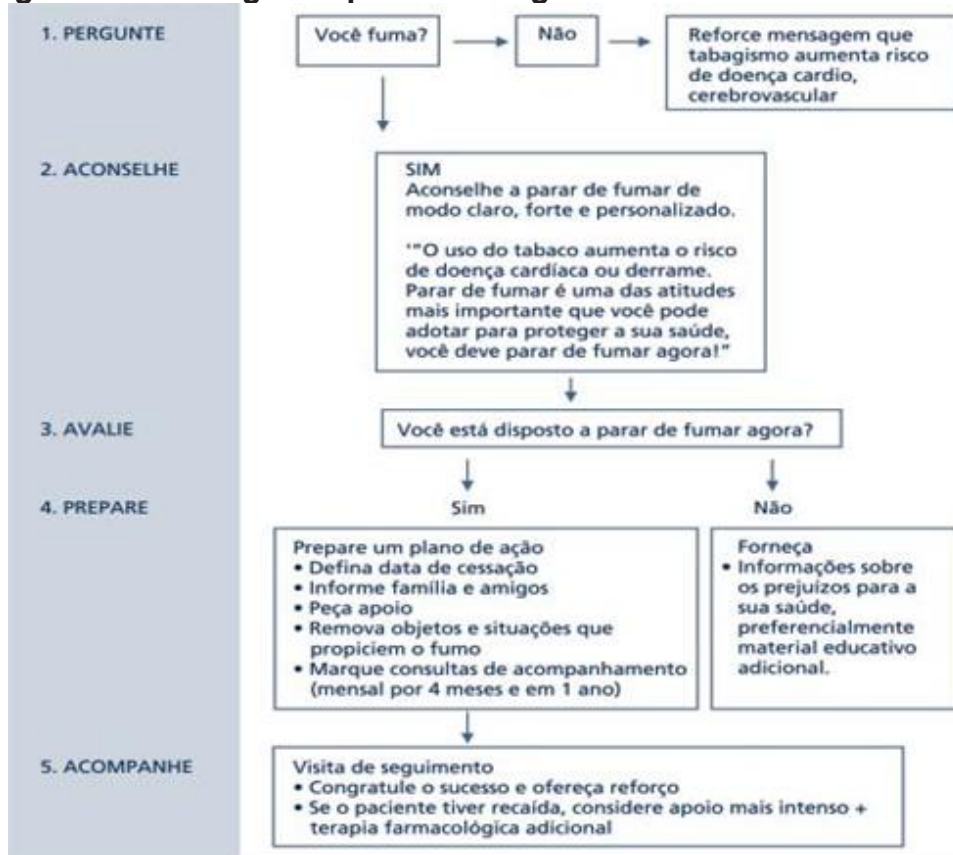 1. PERGUNTE
Você fuma?
Não
Reforce mensagem que
tabagismo aumenta risco
de doença cardio,
cerebrovascular
2. ACONSELHE
SIM
Aconselhe a parar de fumar de
modo claro, forte e personalizado.
'"O uso do tabaco aumenta o risco
de doença cardíaca ou derrame.
Parar de fumar é uma das atitudes
mais importante que você pode
adotar para proteger a sua saúde,
você deve parar de fumar agora!"
3. AVALIE
Você está disposto a parar de fumar agora?
4. PREPARE
Sim
Não
Prepare um plano de ação
• Defina data de cessação
• Informe família e amigos
• Peça apoio
• Remova objetos e situações que
propiciem o fumo
• Marque consultas de acompanhamento
(mensal por 4 meses e em 1 ano)
Forneça
• Informações sobre
os prejuízos para a
sua saúde,
preferencialmente
material educativo
adicional.
5. ACOMPANHE
Visita de seguimento
• Congratule o sucesso e ofereça reforço
• Se o paciente tiver recaída, considere apoio mais intenso +
terapia farmacológica adicional